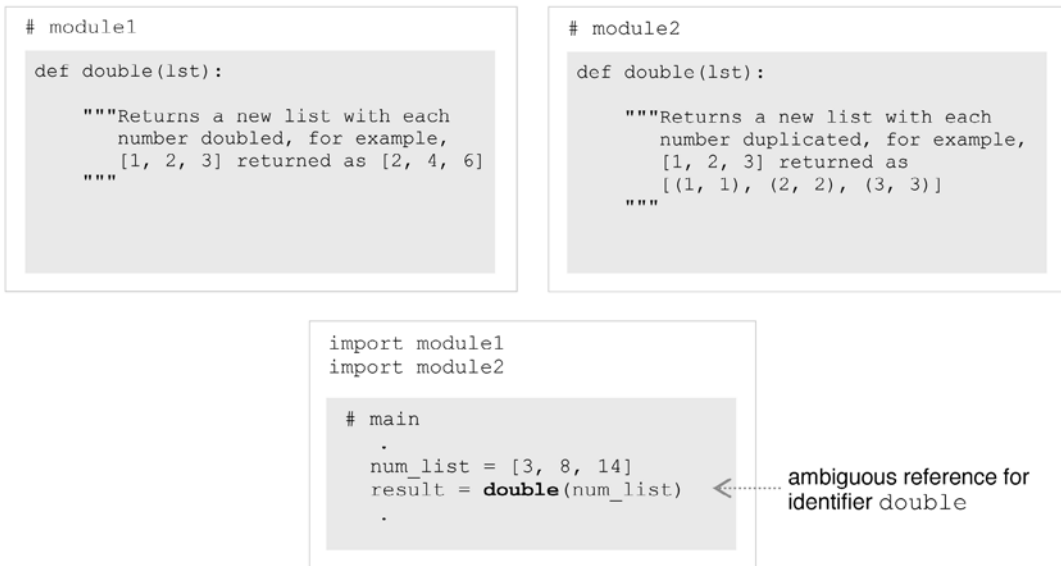 # module1
def double(lst):
"""Returns a new list with each
number doubled, for example,
[1, 2, 3] returned as [2, 4, 6]
"""
# module2
def double(lst):
"""Returns a new list with each
number duplicated, for example,
[1, 2, 3] returned as
[(1, 1), (2, 2), (3, 3)]
"""
import module1
import module2
# main
.
num_list = [3, 8, 14]
result = double(num_list)
.
ambiguous reference for
identifier double